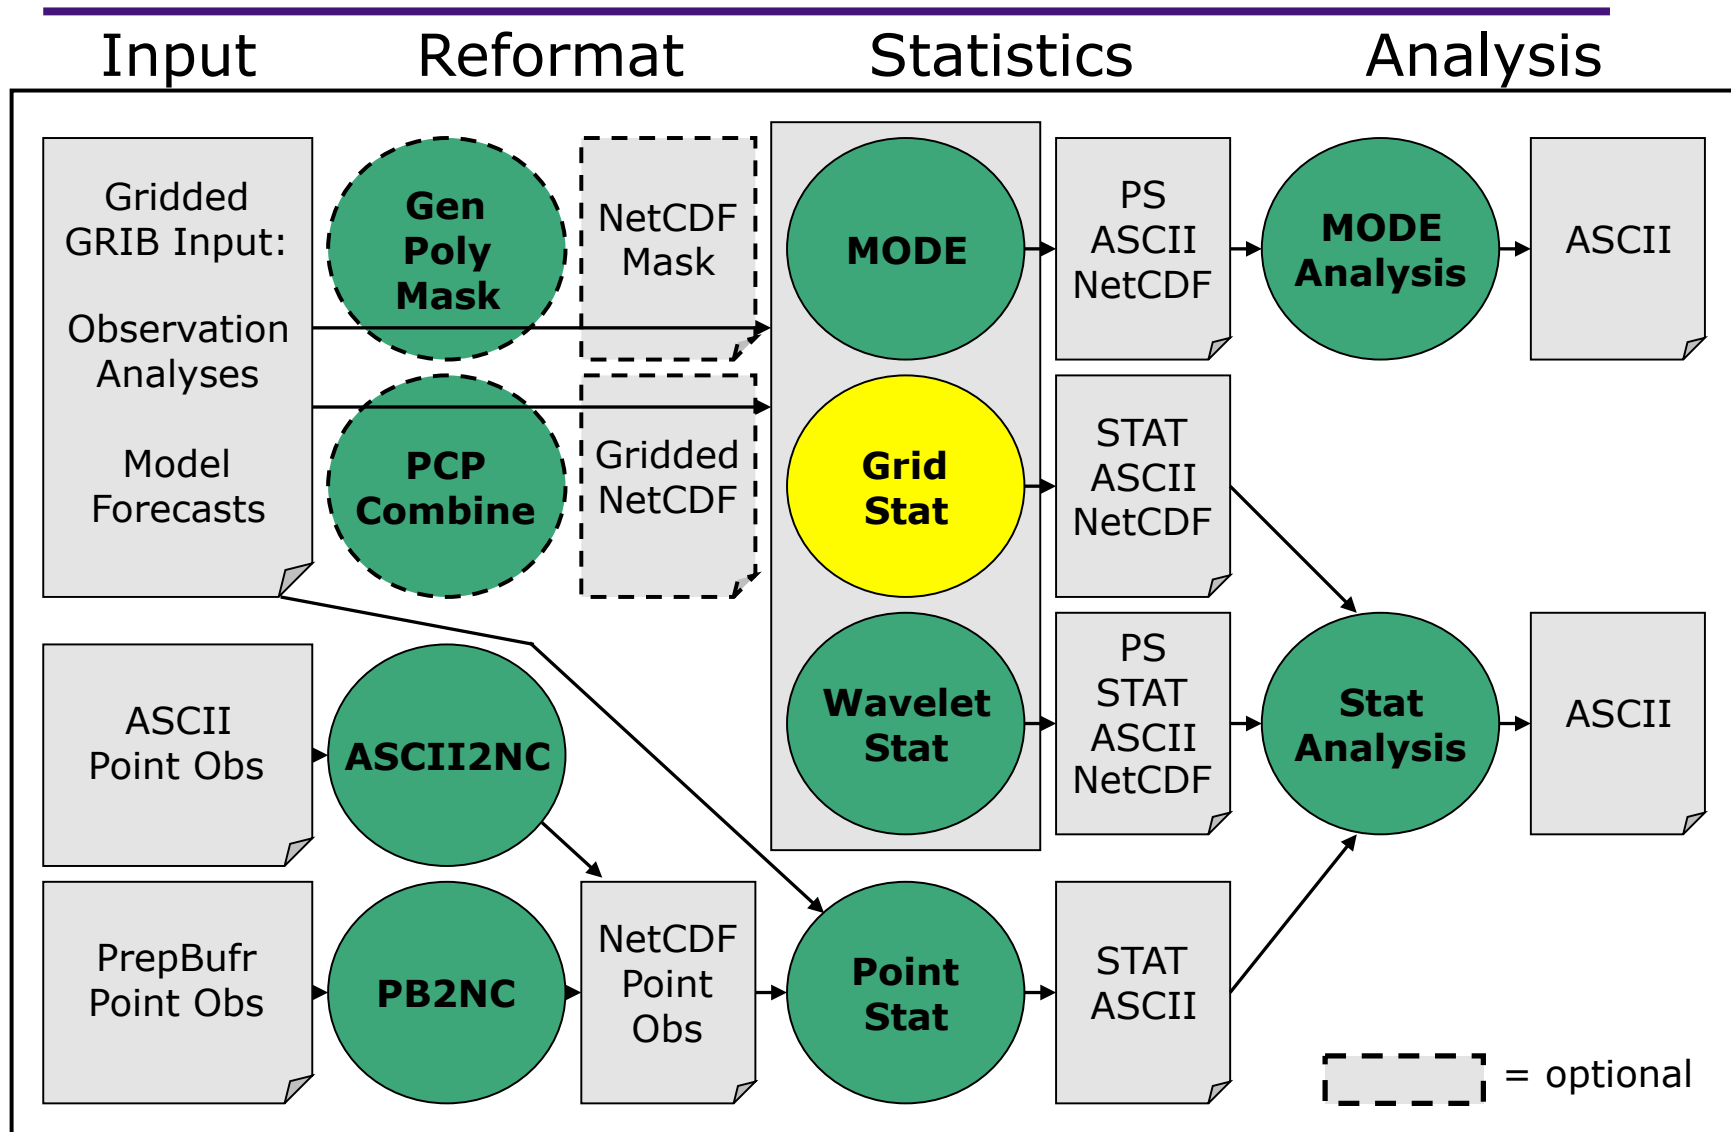 Input
Reformat
Statistics
Analysis
Gridded
GRIB Input:
Observation
Analyses
Model
Forecasts
Gen
Poly
Mask
NetCDF
Mask
MODE
PS
ASCII
NetCDF
MODE
Analysis
ASCII
PCP
Combine
Gridded
NetCDF
Grid
Stat
STAT
ASCII
NetCDF
Wavelet
Stat
PS
STAT
ASCII
NetCDF
Stat
Analysis
ASCII
ASCII
Point Obs
ASCII2NC
PrepBufr
Point Obs
PB2NC
NetCDF
Point
Obs
Point
Stat
STAT
ASCII
= optional